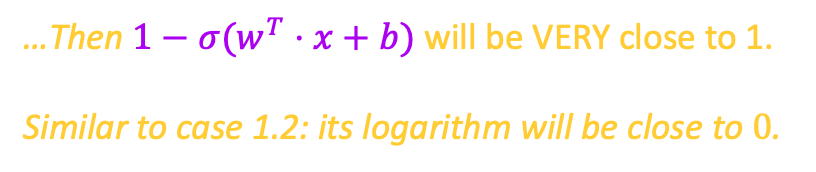 ...Then 1 − σ(wᵀ · x + b) will be VERY close to 1.
Similar to case 1.2: its logarithm will be close to 0.